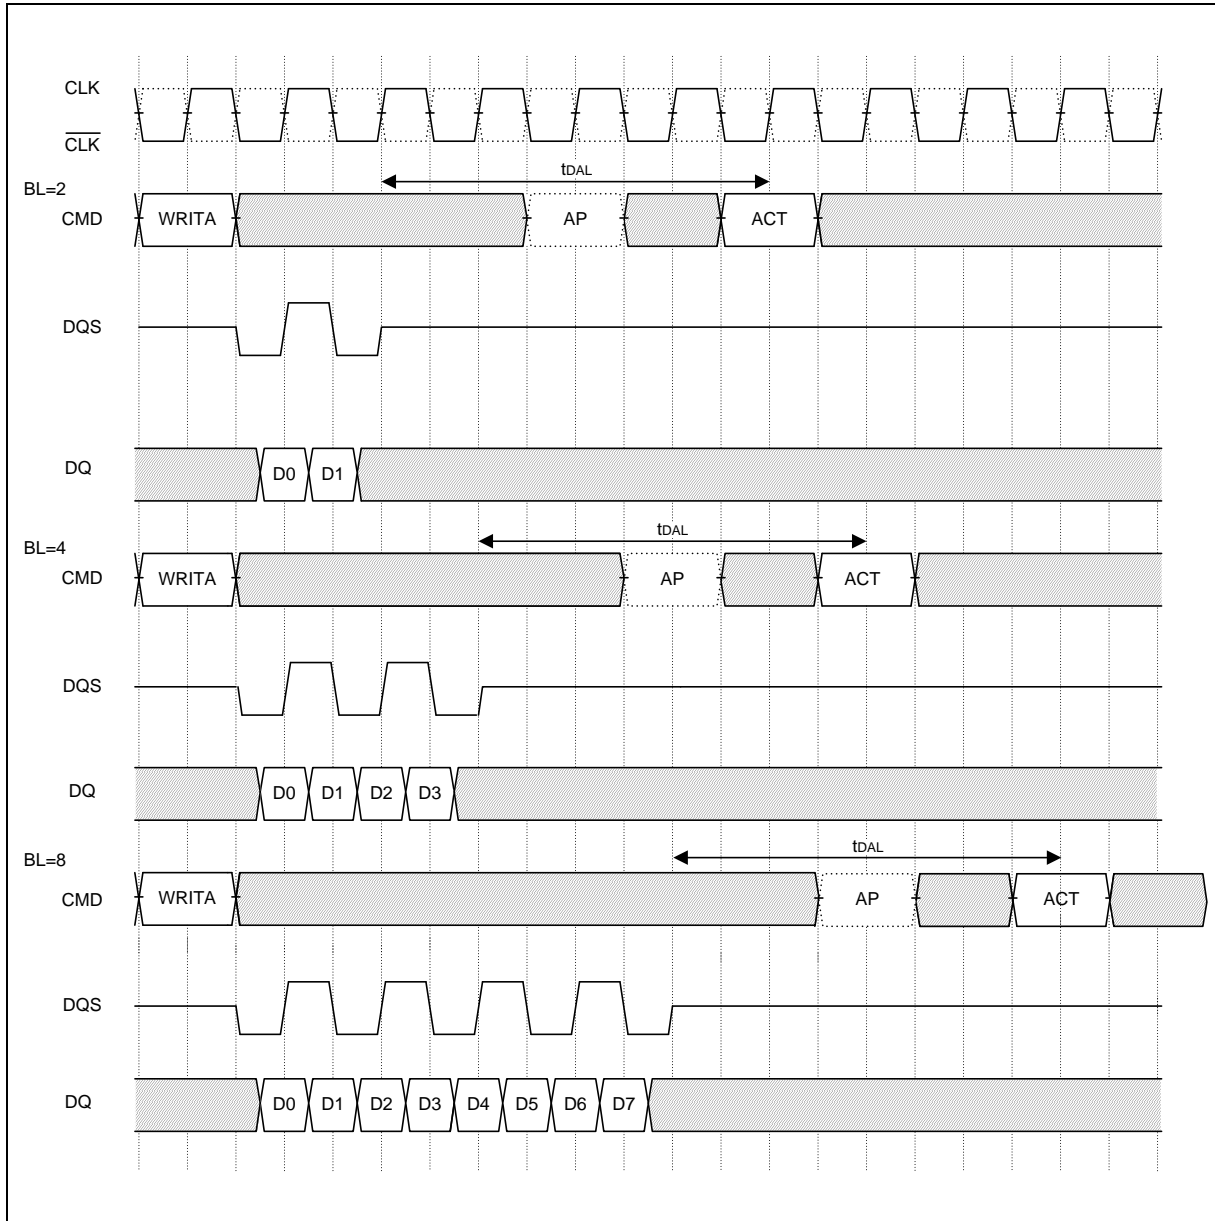 CLK
CLK
tDAL
BL=2
CMD WRITA AP ACT
DQS
DQ D0 D1
tDAL
BL=4
CMD WRITA AP ACT
DQS
DQ D0 D1 D2 D3
tDAL
BL=8
CMD WRITA AP ACT
DQS
DQ D0 D1 D2 D3 D4 D5 D6 D7